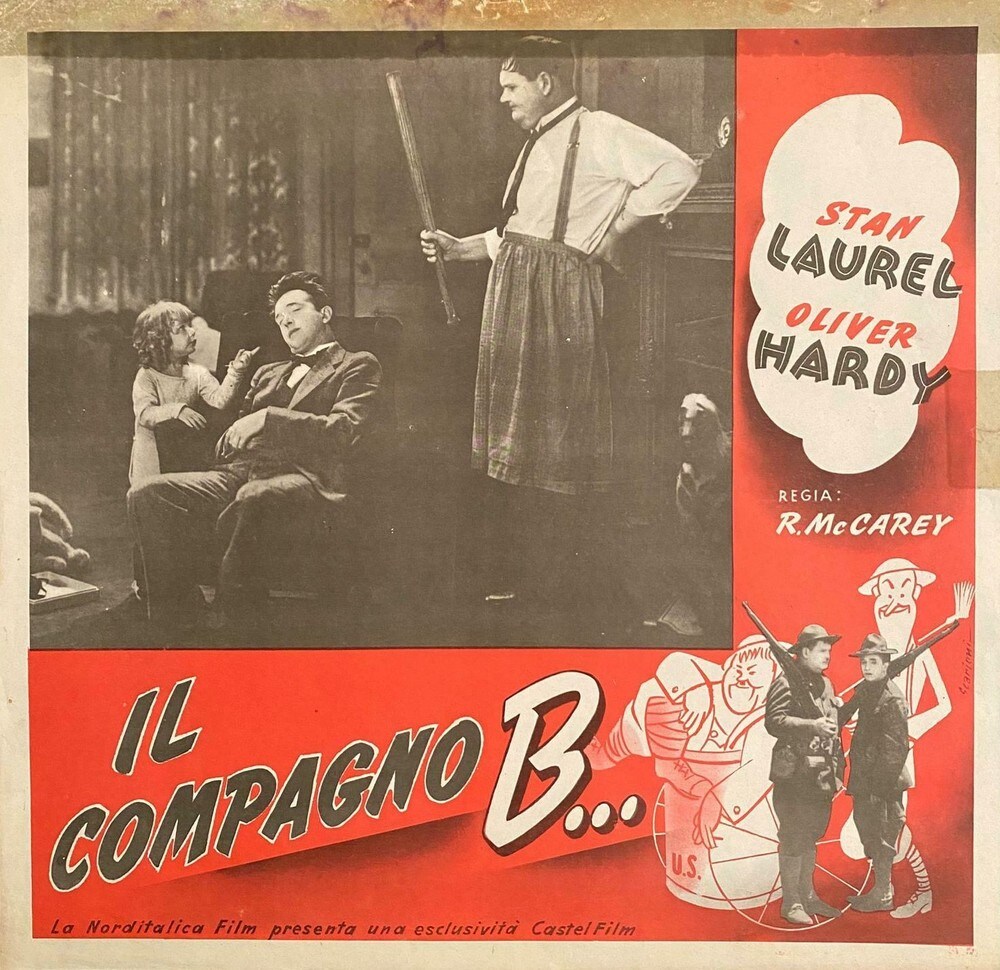 STAN
LAUREL
OLIVER
HARDY
REGIA:
R. McCAREY
IL
COMPAGNO
B...
U.S.
La Norditalica Film presenta una esclusività Castel Film